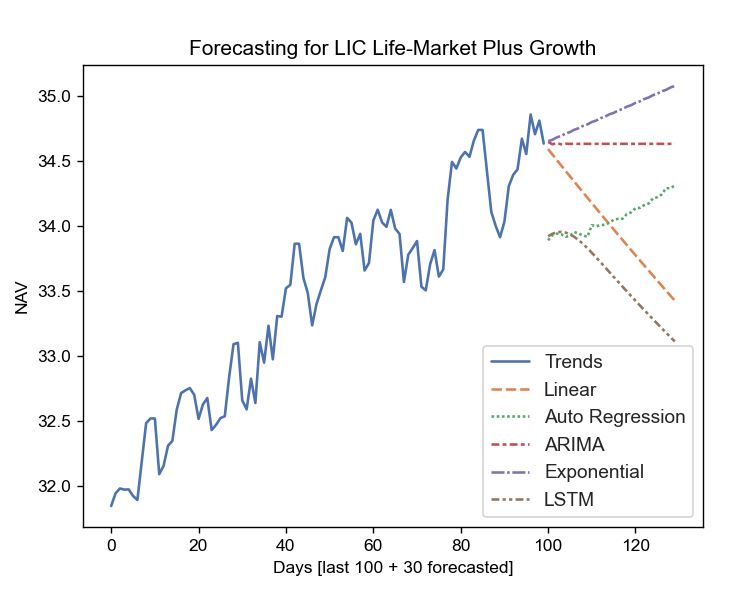 Forecasting for LIC Life-Market Plus Growth
35.0
34.5
34.0
33.5
33.0
32.5
32.0
NAV
0 20 40 60 80 100 120
Days [last 100 + 30 forecasted]
Trends
Linear
Auto Regression
ARIMA
Exponential
LSTM